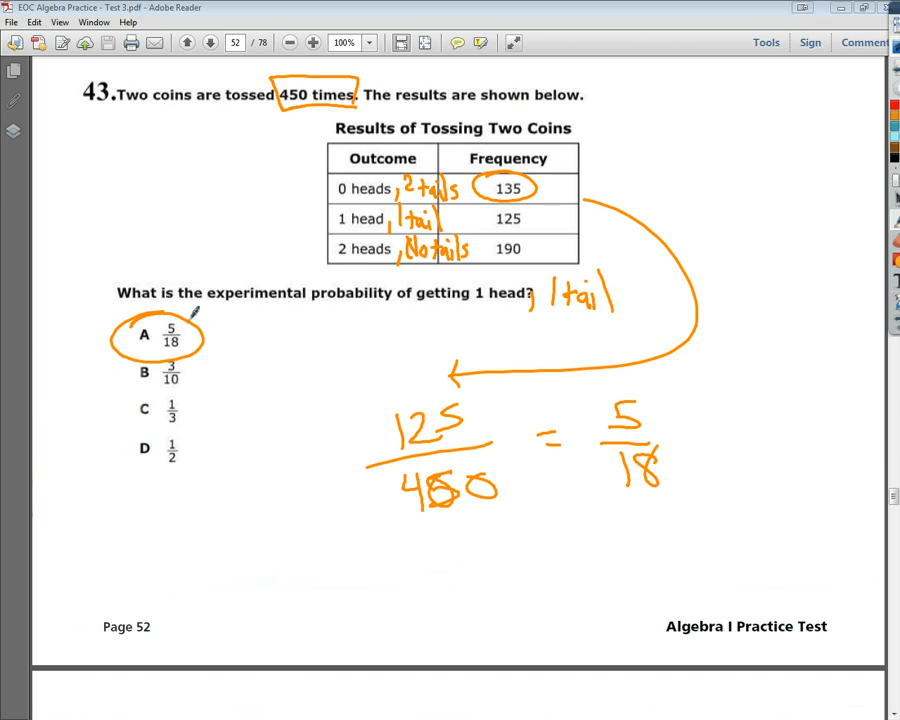 EOC Algebra Practice - Test 3.pdf - Adobe Reader
File Edit View Window Help
52 / 78 100% Tools Sign Comment
43. Two coins are tossed 450 times. The results are shown below.
Results of Tossing Two Coins
Outcome Frequency
0 heads , 2 tails 135
1 head , 1 tail 125
2 heads , No tails 190
What is the experimental probability of getting 1 head? , 1 tail
A 5/18
B 3/10
C 1/3
D 1/2
125/450 = 5/18
Page 52 Algebra I Practice Test